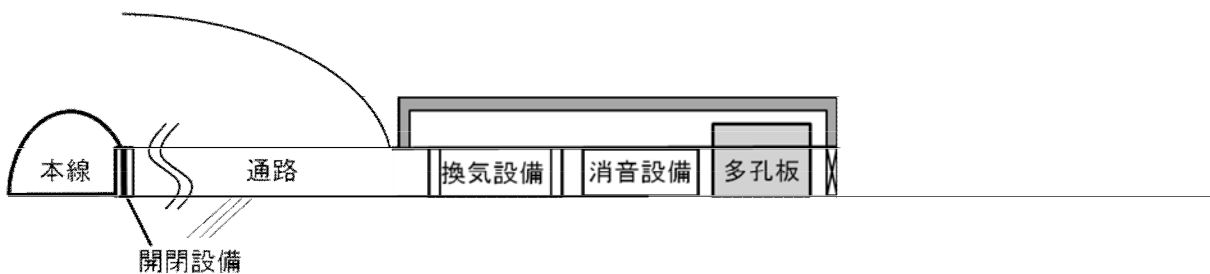 本線
通路
換気設備
消音設備
多孔板
開閉設備